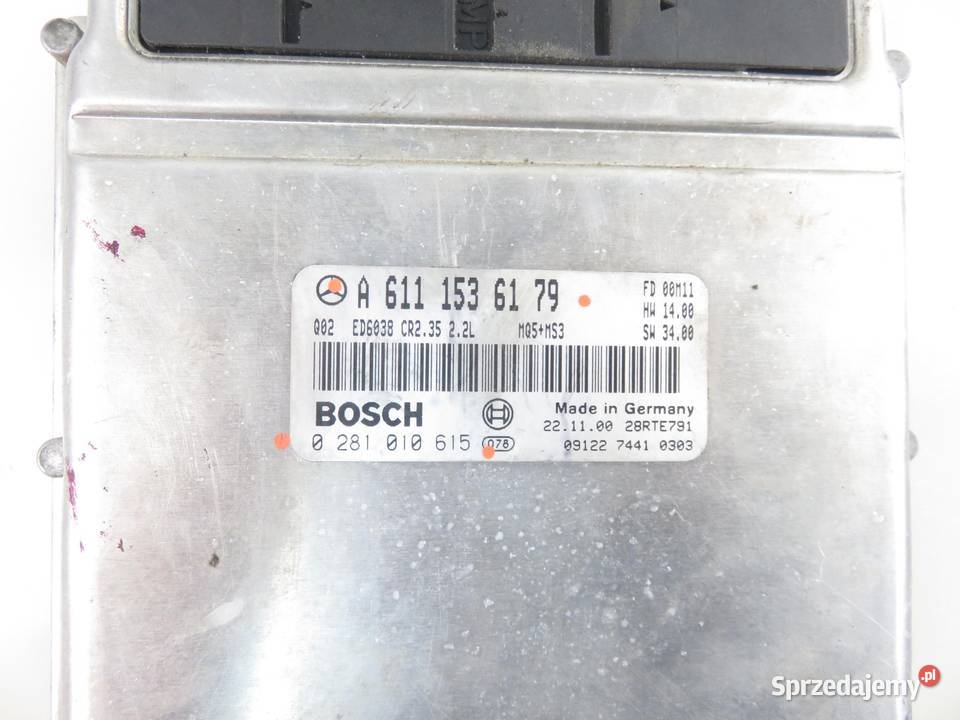 AMP
A 611 153 61 79
FD 00M11
HW 14.00
Q02 ED6038 CR2.35 2.2L MQ5+MS3
SW 34.00
BOSCH
Made in Germany
22.11.00 28RTE791
0 281 010 615 078
09122 7441 0303
Sprzedajemy.pl